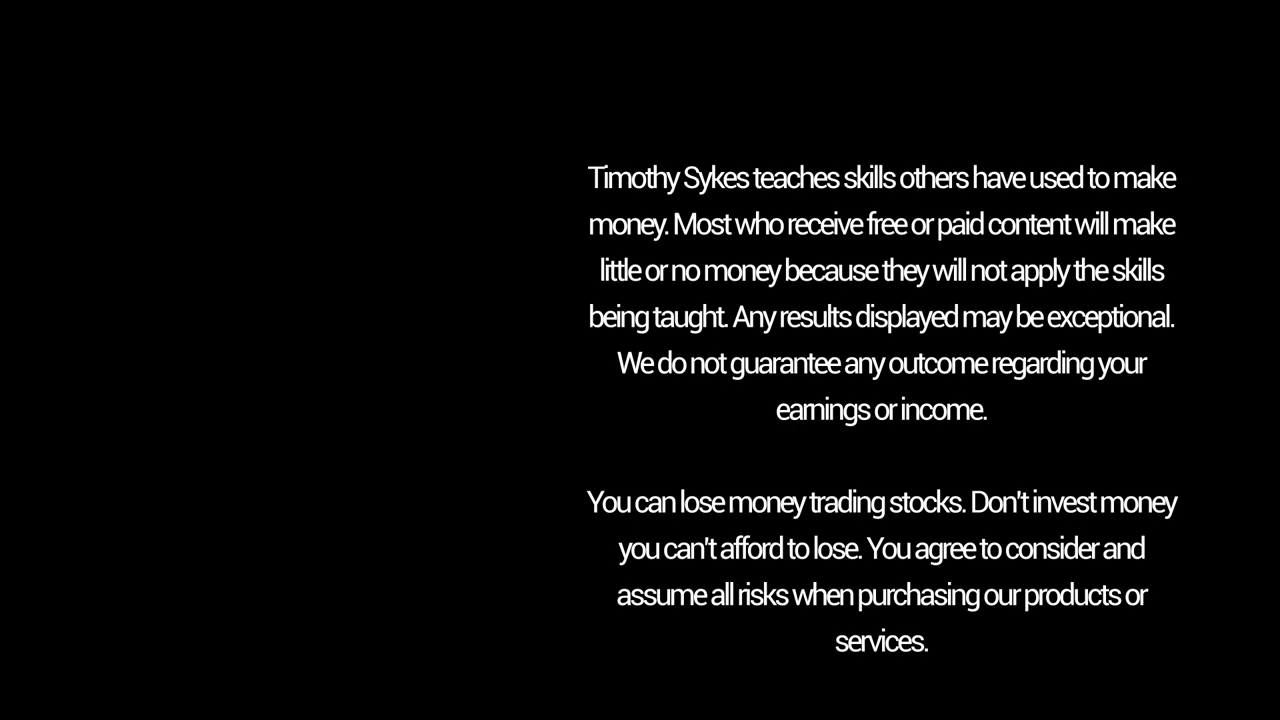 Timothy Sykes teaches skills others have used to make
money. Most who receive free or paid content will make
little or no money because they will not apply the skills
being taught. Any results displayed may be exceptional.
We do not guarantee any outcome regarding your
earnings or income.
You can lose money trading stocks. Don't invest money
you can't afford to lose. You agree to consider and
assume all risks when purchasing our products or
services.